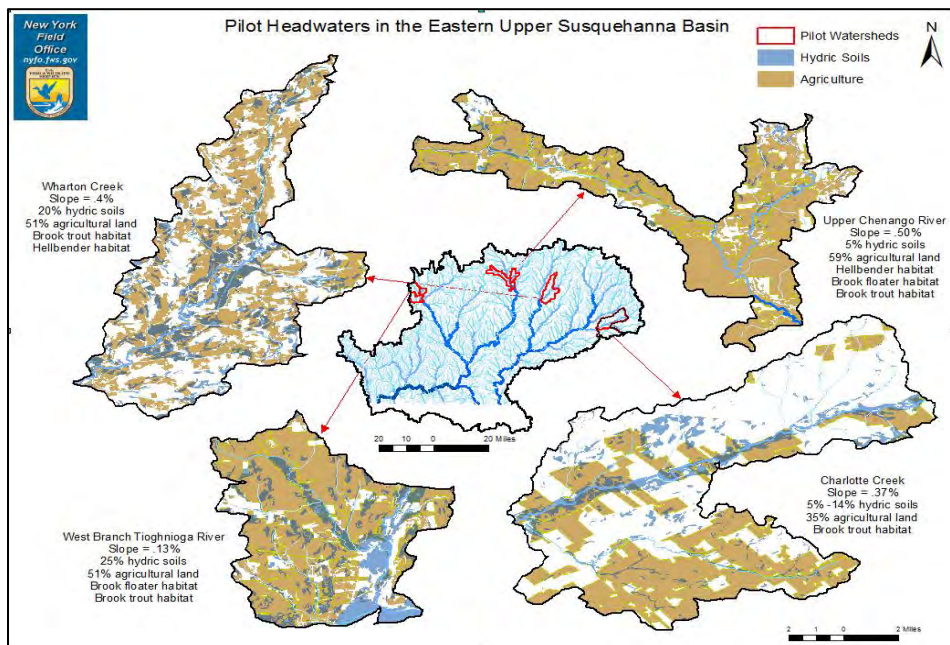 Pilot Headwaters in the Eastern Upper Susquehanna Basin
New York
Field
Office
nyfo.fws.gov
N
Pilot Watersheds
Hydric Soils
Agriculture
Wharton Creek
Slope = .4%
20% hydric soils
51% agricultural land
Brook trout habitat
Hellbender habitat
Upper Chenango River
Slope = .50%
5% hydric soils
59% agricultural land
Hellbender habitat
Brook floater habitat
Brook trout habitat
20 10 0 20 Miles
West Branch Tioghnioga River
Slope = .13%
25% hydric soils
51% agricultural land
Brook floater habitat
Brook trout habitat
Charlotte Creek
Slope = .37%
5% -14% hydric soils
35% agricultural land
Brook trout habitat
2 1 0 2 Miles